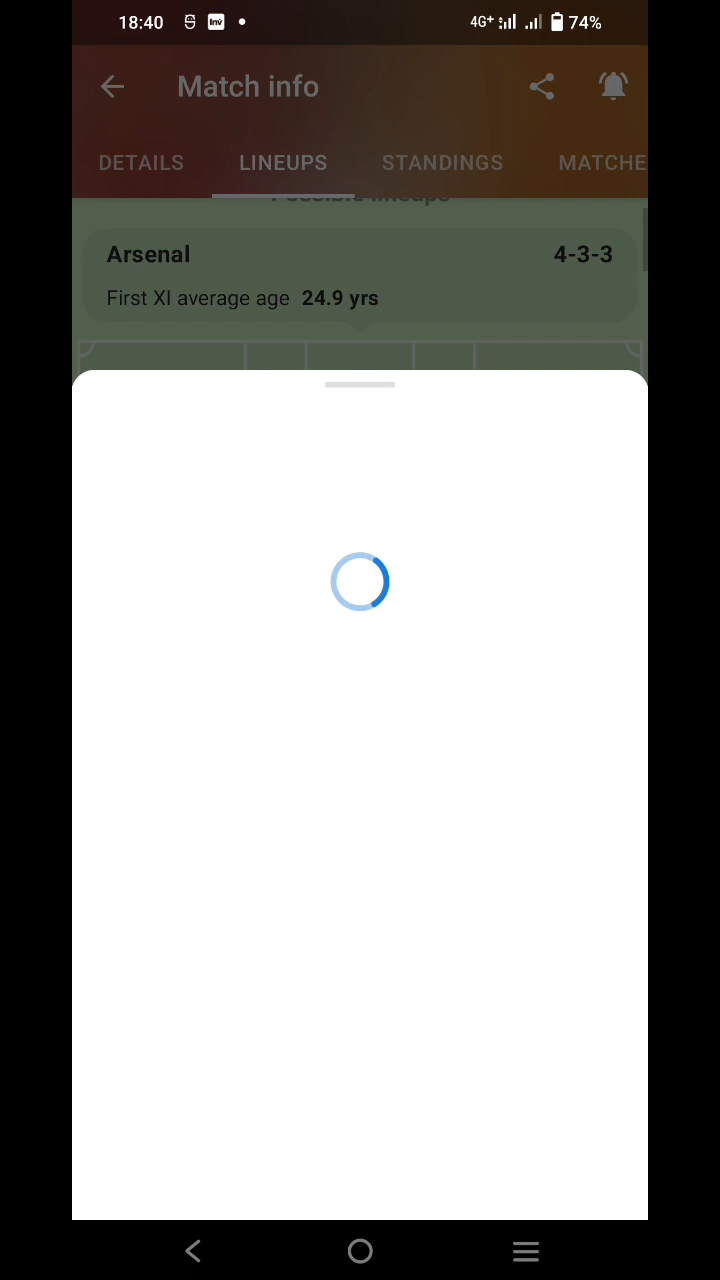 18:40 4G+ 74%
Match info
DETAILS LINEUPS STANDINGS MATCHE
Possible lineups
Arsenal 4-3-3
First XI average age 24.9 yrs